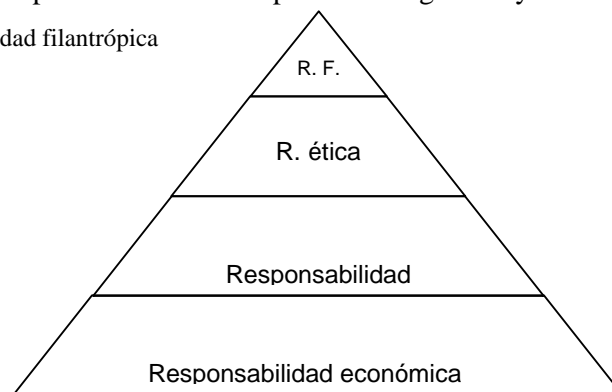 dad filantrópica
R. F.
R. ética
Responsabilidad
Responsabilidad económica